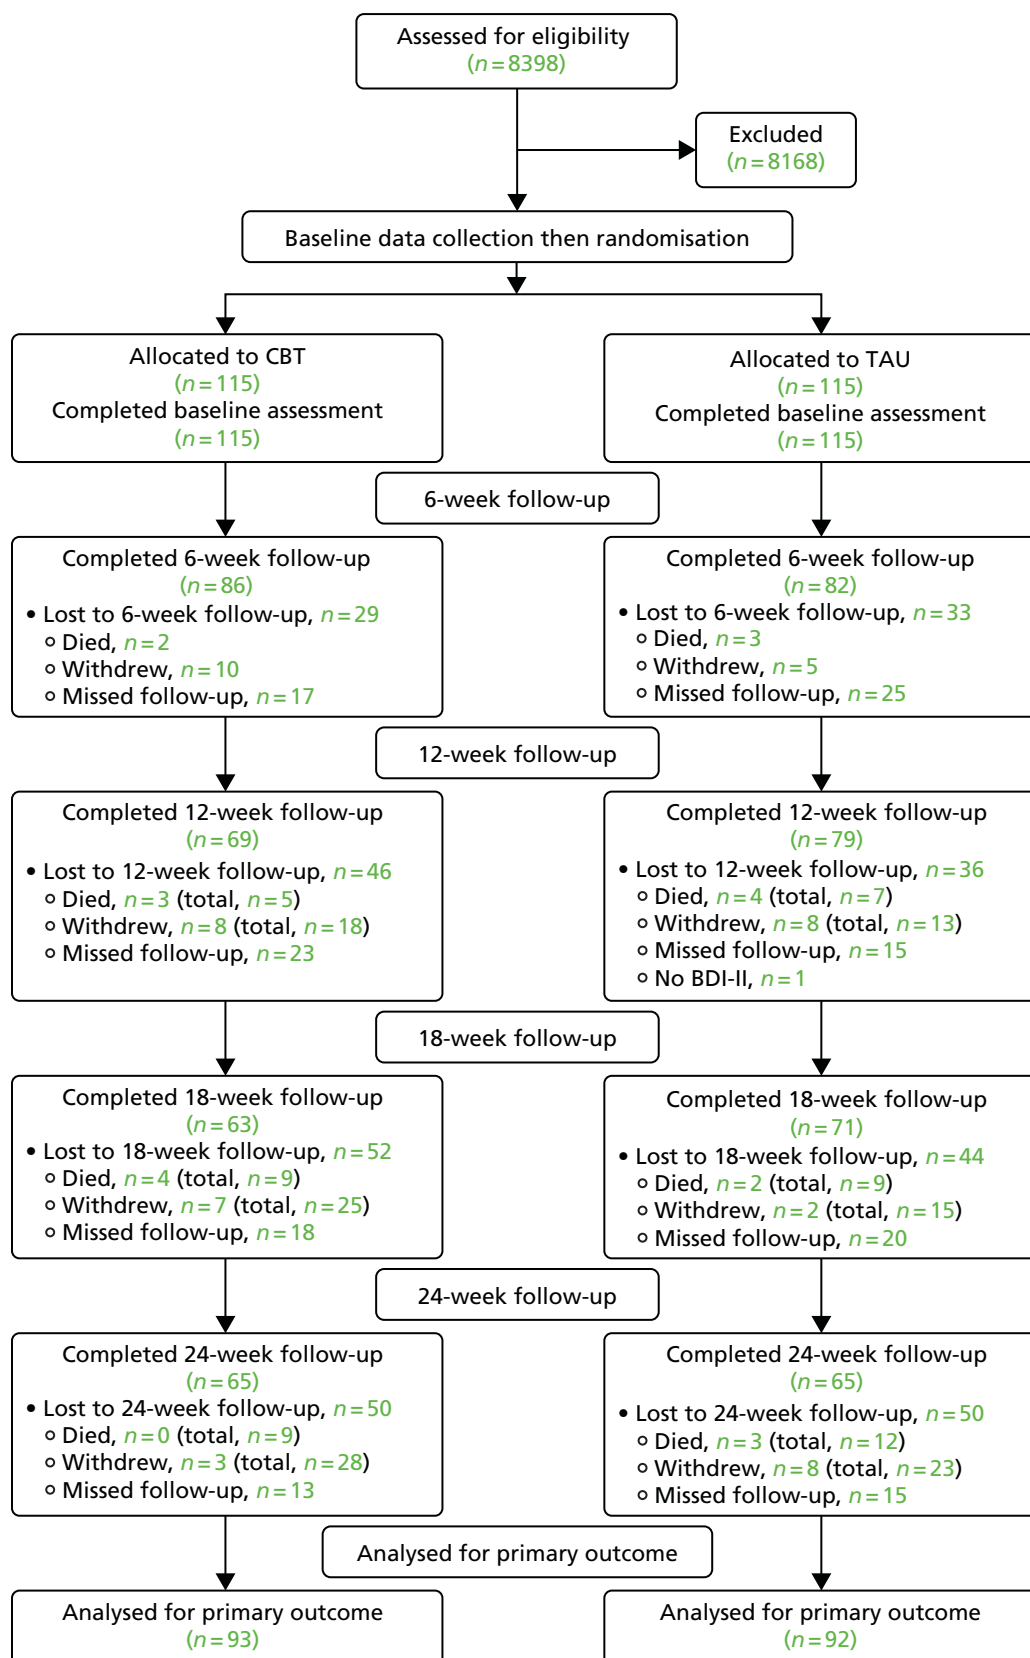 Assessed for eligibility
(n=8398)
Excluded
(n=8168)
Baseline data collection then randomisation
Allocated to CBT
(n=115)
Completed baseline assessment
(n=115)
Allocated to TAU
(n=115)
Completed baseline assessment
(n=115)
6-week follow-up
Completed 6-week follow-up
(n=86)
• Lost to 6-week follow-up, n=29
° Died, n=2
° Withdrew, n=10
° Missed follow-up, n=17
Completed 6-week follow-up
(n=82)
• Lost to 6-week follow-up, n=33
° Died, n=3
° Withdrew, n=5
° Missed follow-up, n=25
12-week follow-up
Completed 12-week follow-up
(n=69)
• Lost to 12-week follow-up, n=46
° Died, n=3 (total, n=5)
° Withdrew, n=8 (total, n=18)
° Missed follow-up, n=23
Completed 12-week follow-up
(n=79)
• Lost to 12-week follow-up, n=36
° Died, n=4 (total, n=7)
° Withdrew, n=8 (total, n=13)
° Missed follow-up, n=15
° No BDI-II, n=1
18-week follow-up
Completed 18-week follow-up
(n=63)
• Lost to 18-week follow-up, n=52
° Died, n=4 (total, n=9)
° Withdrew, n=7 (total, n=25)
° Missed follow-up, n=18
Completed 18-week follow-up
(n=71)
• Lost to 18-week follow-up, n=44
° Died, n=2 (total, n=9)
° Withdrew, n=2 (total, n=15)
° Missed follow-up, n=20
24-week follow-up
Completed 24-week follow-up
(n=65)
• Lost to 24-week follow-up, n=50
° Died, n=0 (total, n=9)
° Withdrew, n=3 (total, n=28)
° Missed follow-up, n=13
Completed 24-week follow-up
(n=65)
• Lost to 24-week follow-up, n=50
° Died, n=3 (total, n=12)
° Withdrew, n=8 (total, n=23)
° Missed follow-up, n=15
Analysed for primary outcome
Analysed for primary outcome
(n=93)
Analysed for primary outcome
(n=92)